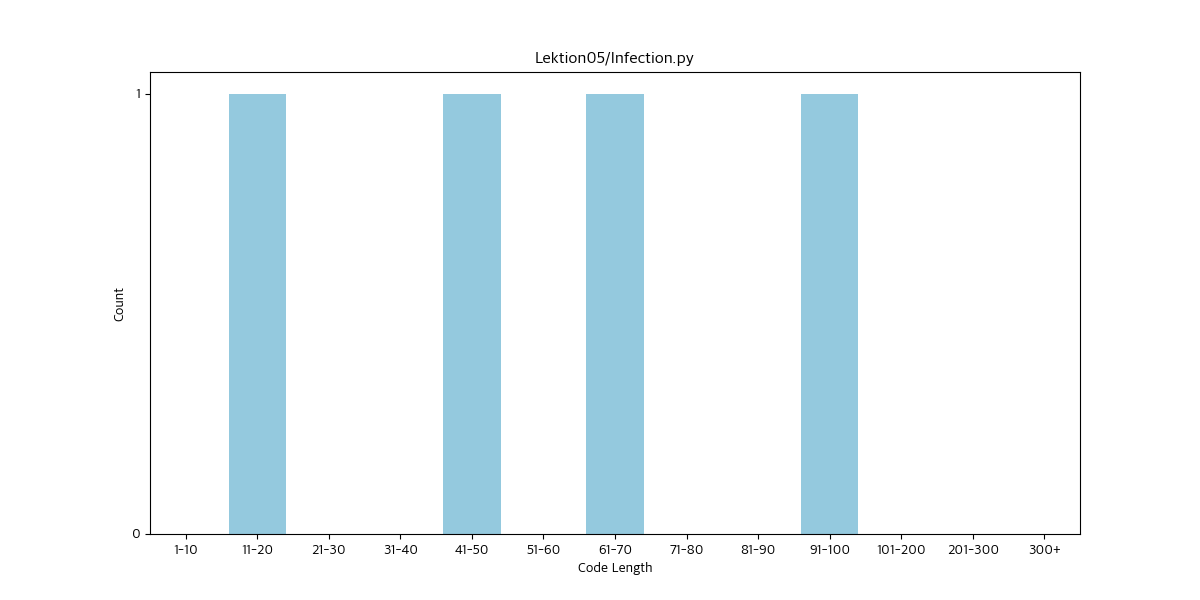 Lektion05/Infection.py
1
Count
0
1-10 11-20 21-30 31-40 41-50 51-60 61-70 71-80 81-90 91-100 101-200 201-300 300+
Code Length